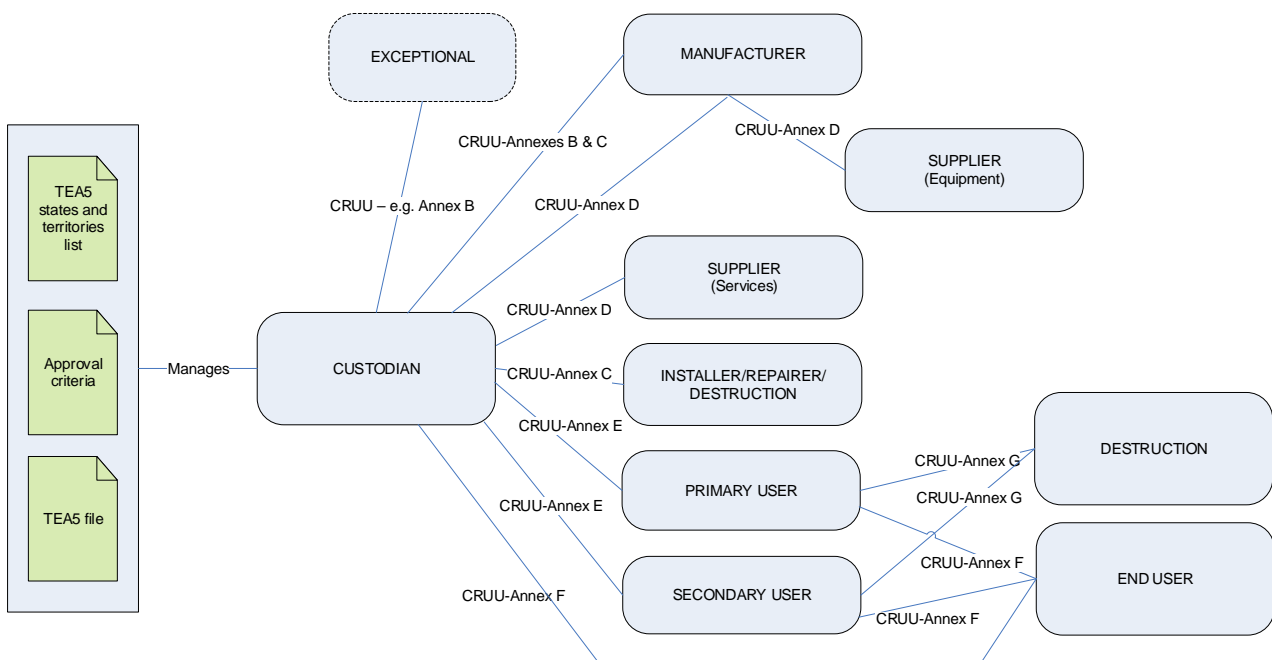 EXCEPTIONAL
MANUFACTURER
CRUU-Annexes B & C
CRUU-Annex D
SUPPLIER
(Equipment)
TEA5
states and
territories
list
CRUU – e.g. Annex B
CRUU-Annex D
SUPPLIER
(Services)
CRUU-Annex D
Approval
criteria
Manages
CUSTODIAN
CRUU-Annex C
INSTALLER/REPAIRER/
DESTRUCTION
CRUU-Annex E
CRUU-Annex G
DESTRUCTION
PRIMARY USER
CRUU-Annex G
TEA5 file
CRUU-Annex E
CRUU-Annex F
END USER
CRUU-Annex F
SECONDARY USER
CRUU-Annex F